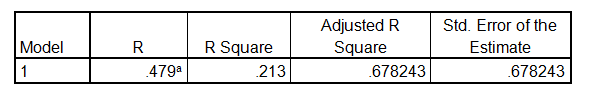 Model R R Square Adjusted R Square Std. Error of the Estimate
1 .479a .213 .678243 .678243